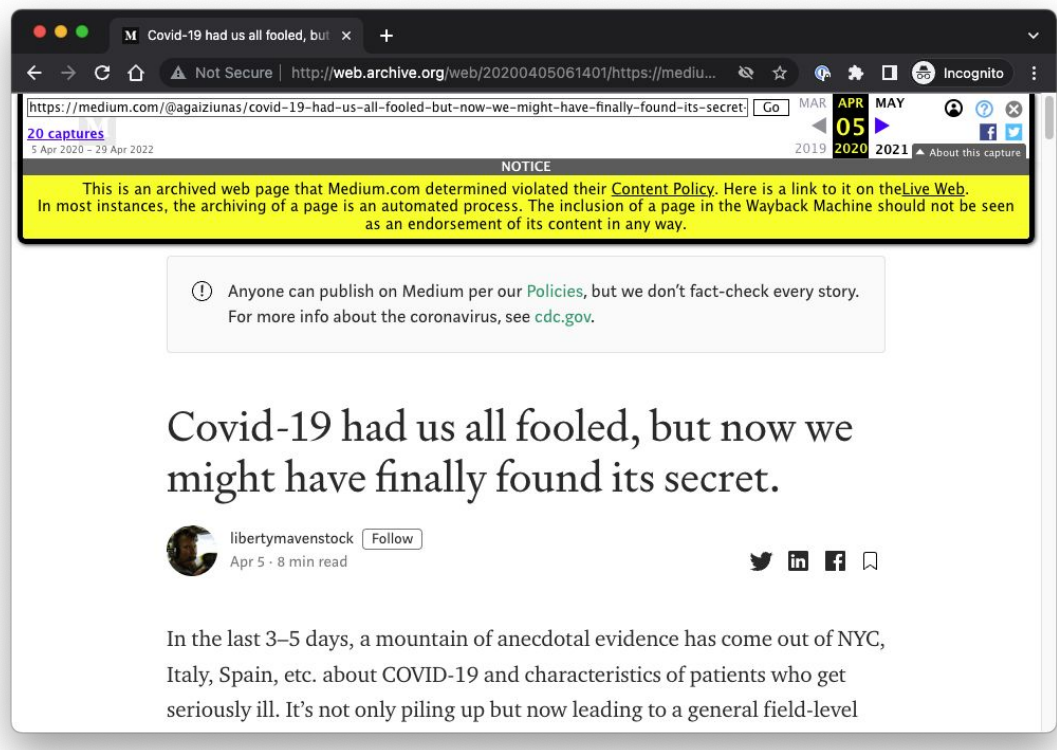 M Covid-19 had us all fooled, but
Not Secure | http://web.archive.org/web/20200405061401/https://mediu... Incognito
https://medium.com/@agaiziunas/covid-19-had-us-all-fooled-but-now-we-might-have-finally-found-its-secret- Go MAR APR MAY
20 captures 05
5 Apr 2020 – 29 Apr 2022 2019 2020 2021 About this capture
NOTICE
This is an archived web page that Medium.com determined violated their Content Policy. Here is a link to it on theLive Web.
In most instances, the archiving of a page is an automated process. The inclusion of a page in the Wayback Machine should not be seen
as an endorsement of its content in any way.
Anyone can publish on Medium per our Policies, but we don’t fact-check every story.
For more info about the coronavirus, see cdc.gov.
Covid-19 had us all fooled, but now we
might have finally found its secret.
libertymavenstock Follow
Apr 5 · 8 min read
In the last 3–5 days, a mountain of anecdotal evidence has come out of NYC,
Italy, Spain, etc. about COVID-19 and characteristics of patients who get
seriously ill. It’s not only piling up but now leading to a general field-level